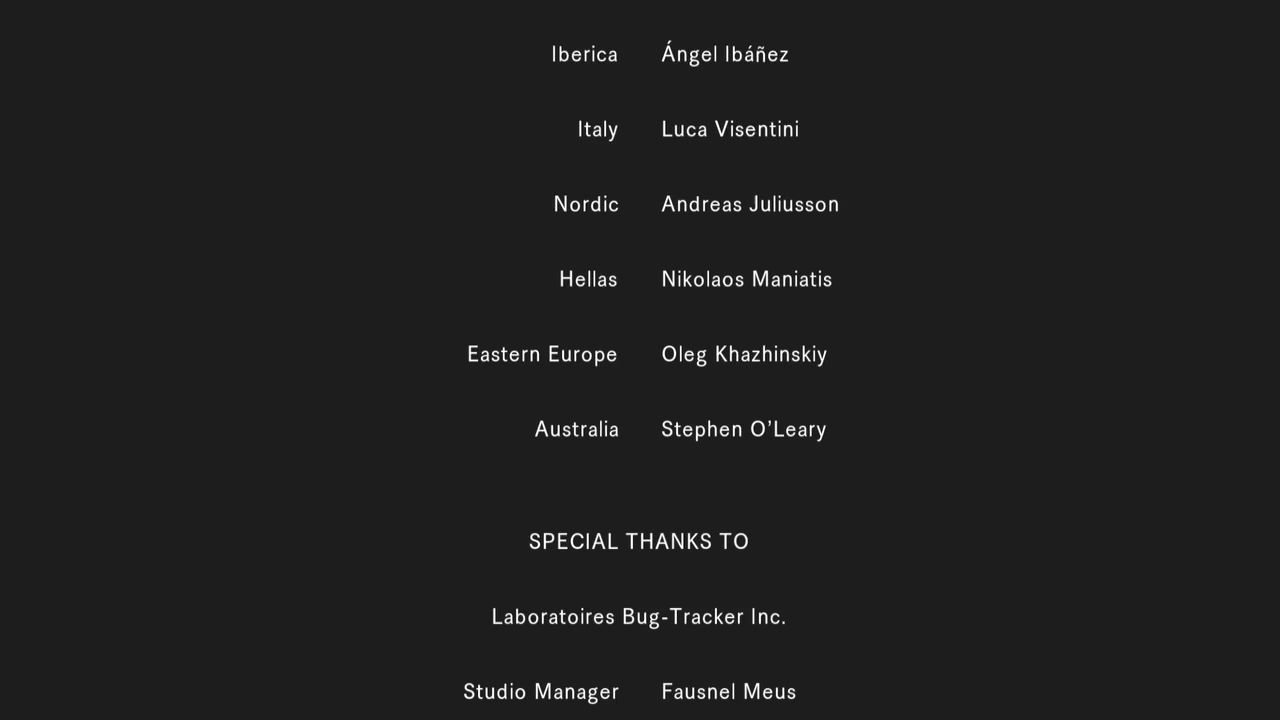 Iberica Ángel Ibáñez
Italy Luca Visentini
Nordic Andreas Juliusson
Hellas Nikolaos Maniatis
Eastern Europe Oleg Khazhinskiy
Australia Stephen O’Leary
SPECIAL THANKS TO
Laboratoires Bug-Tracker Inc.
Studio Manager Fausnel Meus